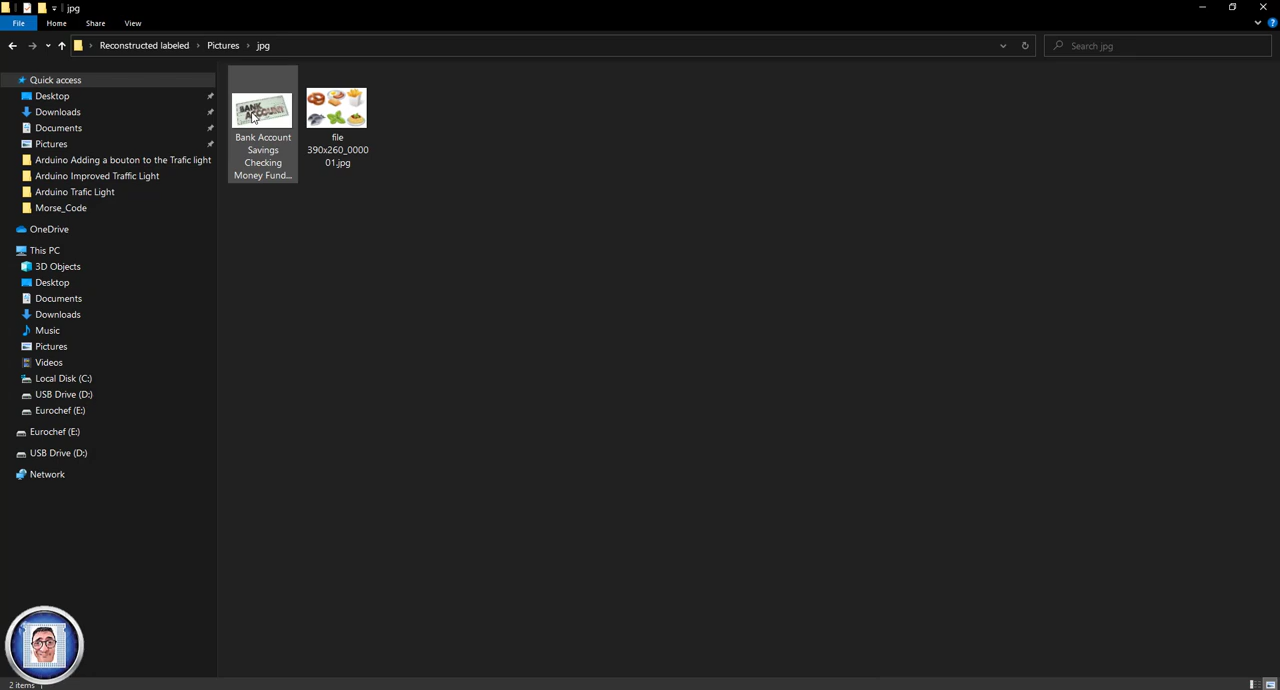 jpg
File Home Share View
Reconstructed labeled Pictures jpg
Search jpg
Quick access
Desktop
Downloads
Documents
Pictures
Arduino Adding a bouton to the Trafic light
Arduino Improved Traffic Light
Arduino Trafic Light
Morse_Code
OneDrive
This PC
3D Objects
Desktop
Documents
Downloads
Music
Pictures
Videos
Local Disk (C:)
USB Drive (D:)
Eurochef (E:)
Eurochef (E:)
USB Drive (D:)
Network
BANK
ACCOUNT
Bank Account
Savings
Checking
Money Fund...
file
390x260_0000
01.jpg
2 items